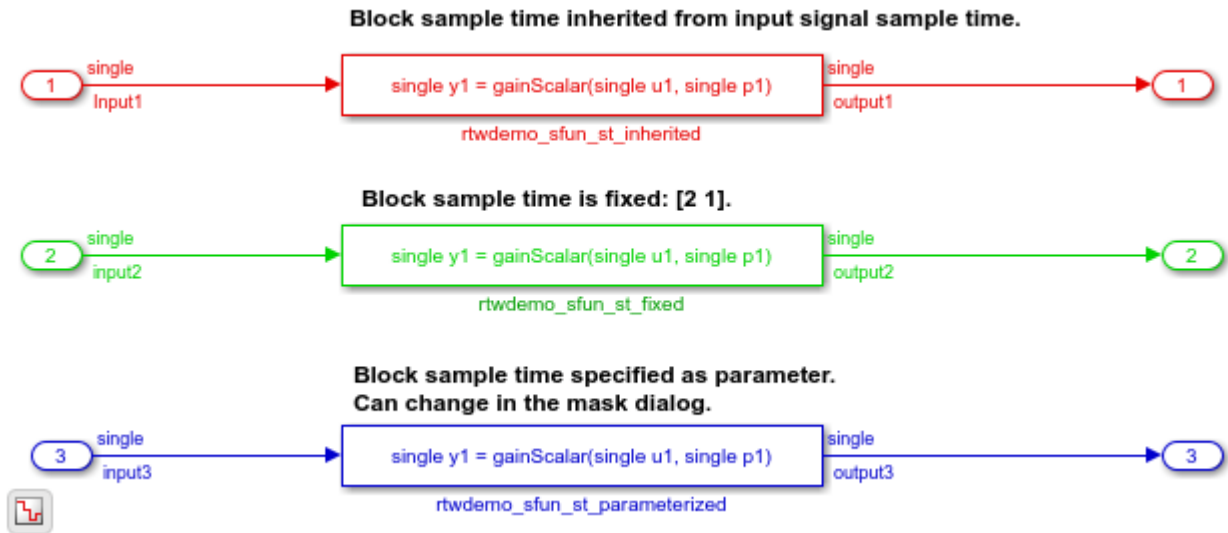 Block sample time inherited from input signal sample time.
single
single
1
single y1 = gainScalar(single u1, single p1)
1
Input1
output1
rtwdemo_sfun_st_inherited
Block sample time is fixed: [2 1].
single
single
2
single y1 = gainScalar(single u1, single p1)
2
input2
output2
rtwdemo_sfun_st_fixed
Block sample time specified as parameter.
Can change in the mask dialog.
single
single
3
single y1 = gainScalar(single u1, single p1)
3
input3
output3
rtwdemo_sfun_st_parameterized